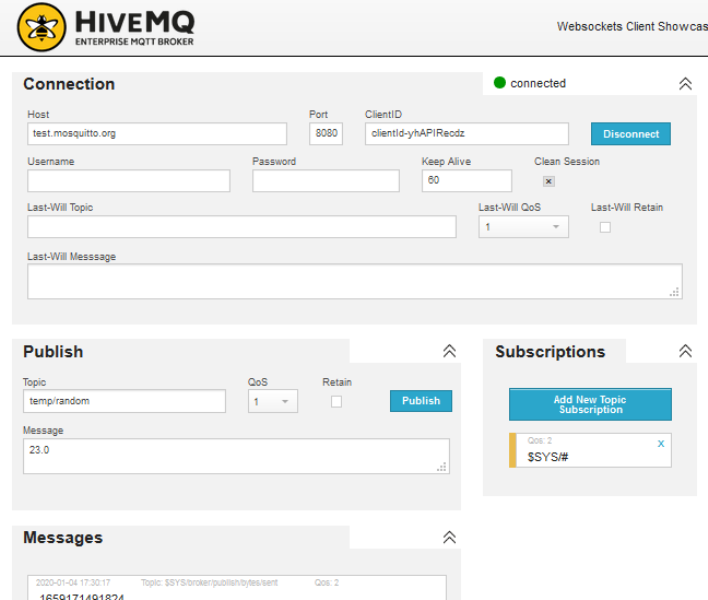 HIVEMQ
ENTERPRISE MQTT BROKER
Websockets Client Showcas
Connection
connected
Host
Port
ClientID
test.mosquitto.org
8080
clientId-yhAPIRecdz
Disconnect
Username
Password
Keep Alive
Clean Session
60
Last-Will Topic
Last-Will QoS
Last-Will Retain
1
Last-Will Messsage
Publish
Subscriptions
Topic
QoS
Retain
temp/random
1
Publish
Add New Topic
Subscription
Message
23.0
Qos: 2
x
$SYS/#
Messages
2020-01-04 17:30:17
Topic: $SYS/broker/publish/bytes/sent
Qos: 2
1659171491824